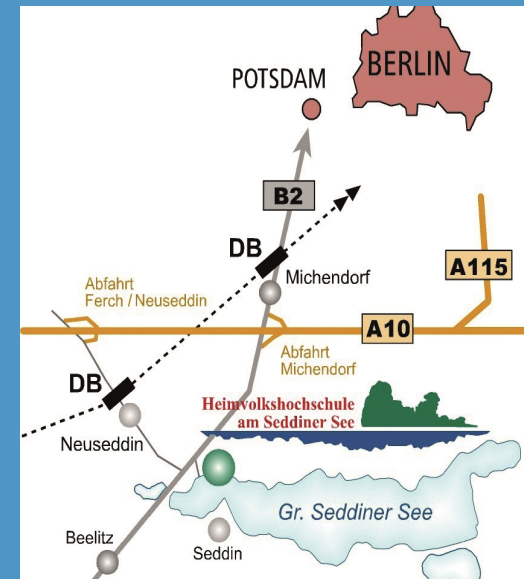 BERLIN
POTSDAM
B2
DB
Michendorf
A115
Abfahrt
Ferch / Neuseddin
A10
Abfahrt
Michendorf
DB
Heimvolkshochschule
am Seddiner See
Neuseddin
Gr. Seddiner See
Beelitz
Seddin